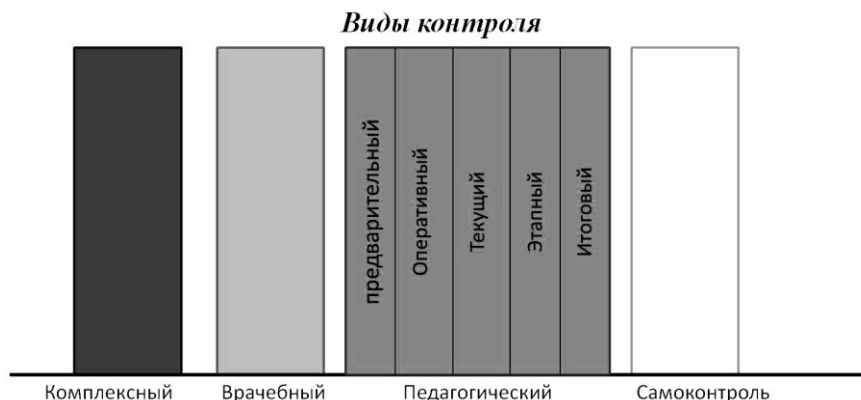 Виды контроля
предварительный
Оперативный
Текущий
Этапный
Итоговый
Комплексный
Врачебный
Педагогический
Самоконтроль